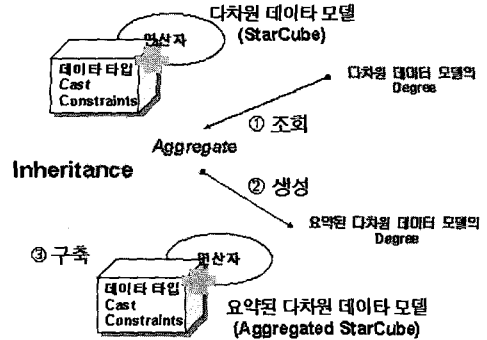 다차원 데이타 모델
(StarCube)
연산자
데이타 타입
Cast
Constraints
다차원 데이터 모델의
Degree
① 조회
Aggregate
Inheritance
② 생성
요약된 다차원 데이타 모델의
Degree
③ 구축
연산자
데이타 타입
Cast
Constraints
요약된 다차원 데이타 모델
(Aggregated StarCube)